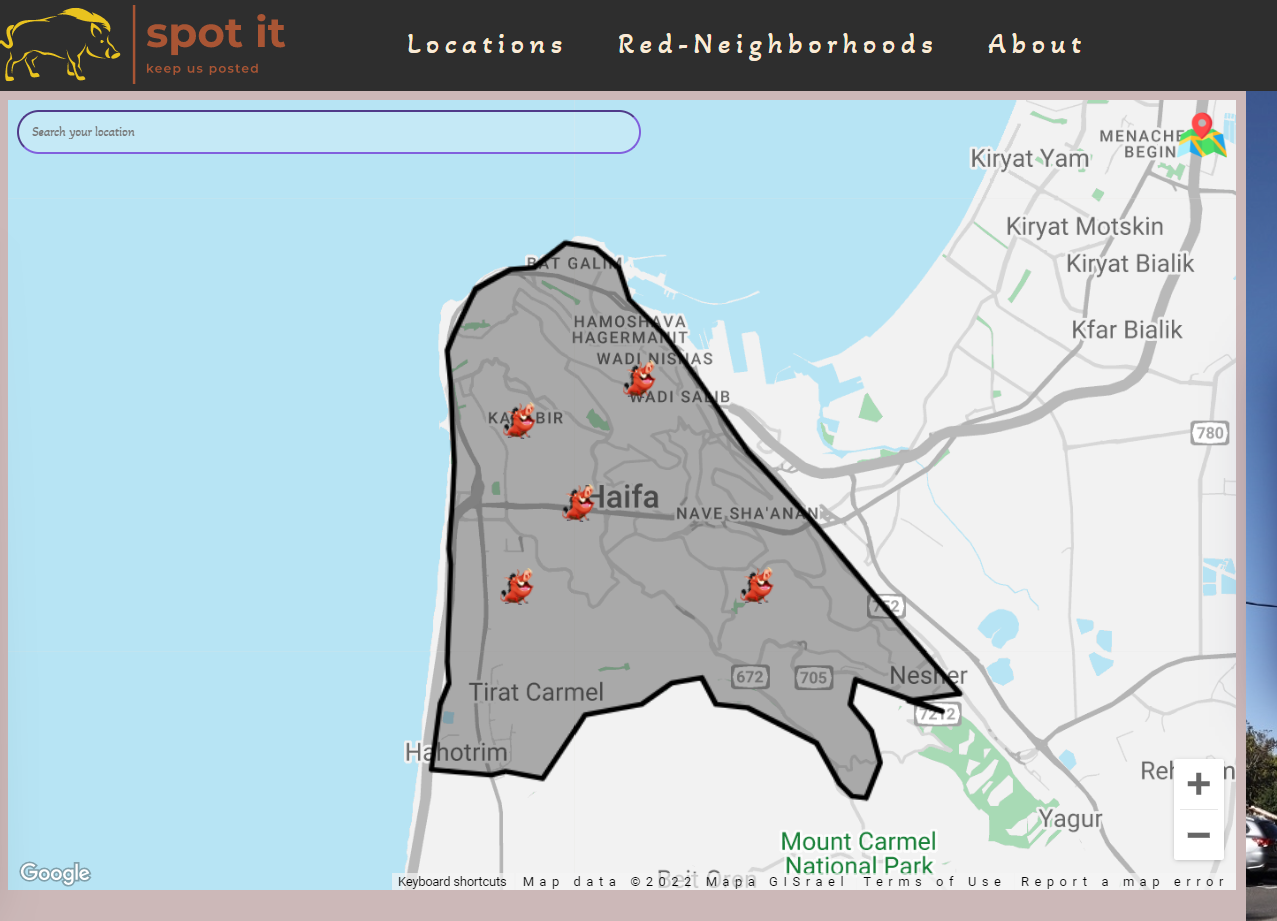 spot it
keep us posted
Locations
Red-Neighborhoods
About
Search your location
MENACHE
BEGIN
Kiryat Yam
Kiryat Motskin
Kiryat Bialik
Kfar Bialik
BAT GALIM
HAMOSHAVA
HAGERMANIT
WADI NISNAS
WADI SALIB
780
Haifa
NAVE SHA'ANAN
752
672
705
Nesher
7212
Tirat Carmel
Hahotrim
Yagur
Mount Carmel
National Park
Beit Oren
Google
Keyboard shortcuts
Map data ©2022 Mapa GISrael
Terms of Use
Report a map error